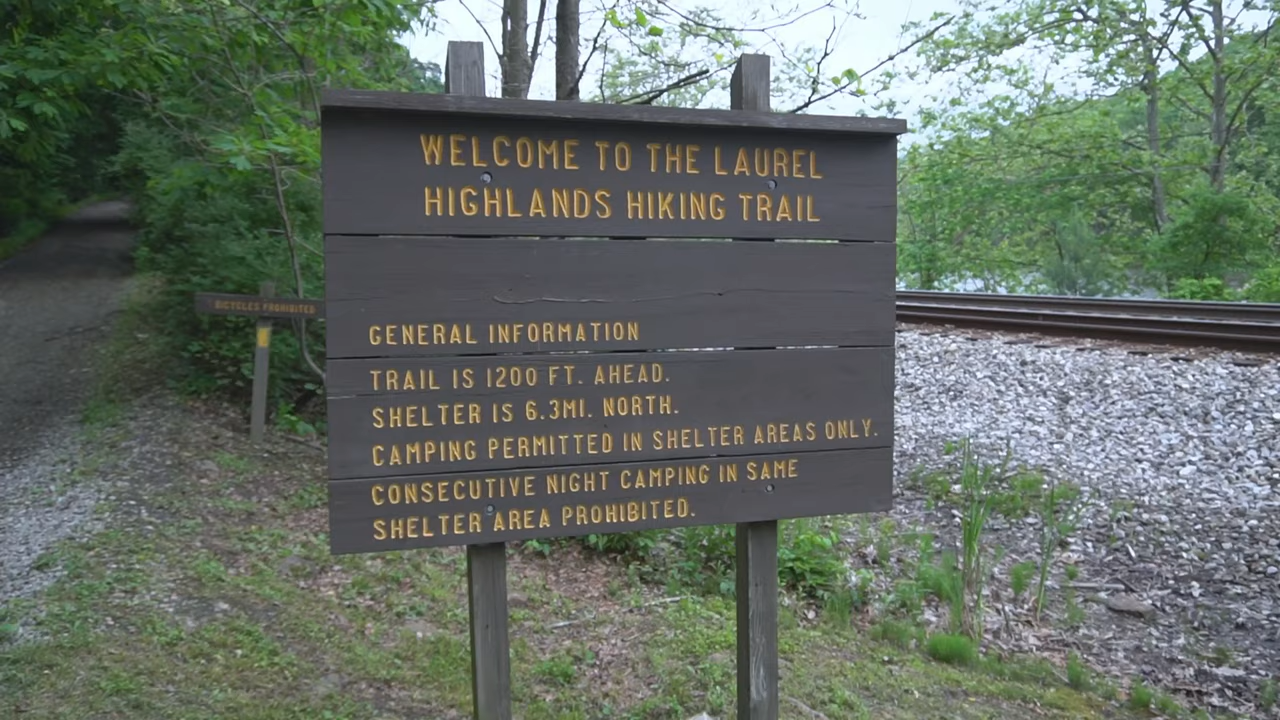 WELCOME TO THE LAUREL
HIGHLANDS HIKING TRAIL
GENERAL INFORMATION
TRAIL IS 1200 FT. AHEAD.
SHELTER IS 6.3MI. NORTH.
CAMPING PERMITTED IN SHELTER AREAS ONLY.
CONSECUTIVE NIGHT CAMPING IN SAME
SHELTER AREA PROHIBITED.
BICYCLES PROHIBITED